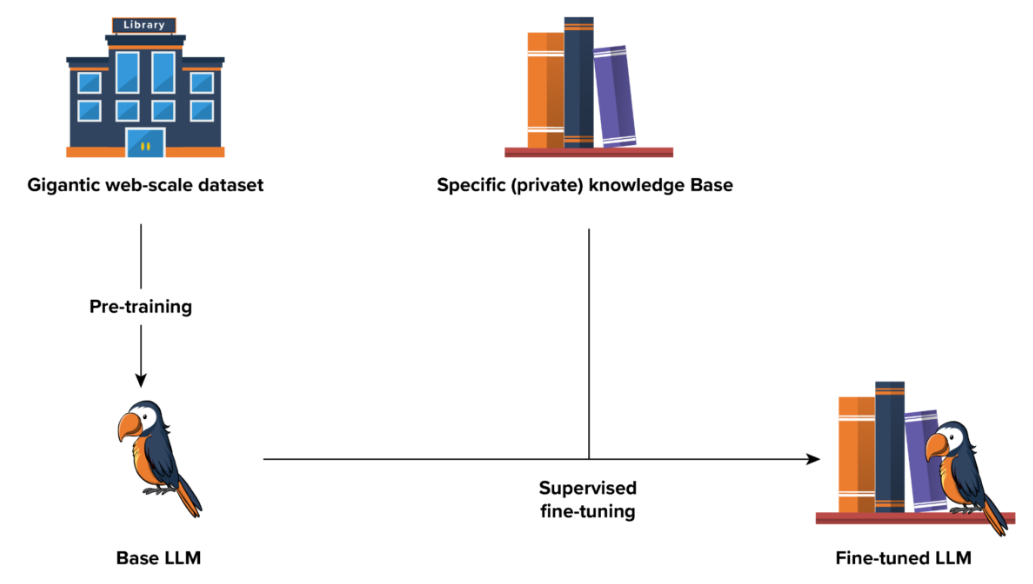 Library
Gigantic web-scale dataset
Specific (private) knowledge Base
Pre-training
Supervised
fine-tuning
Base LLM
Fine-tuned LLM